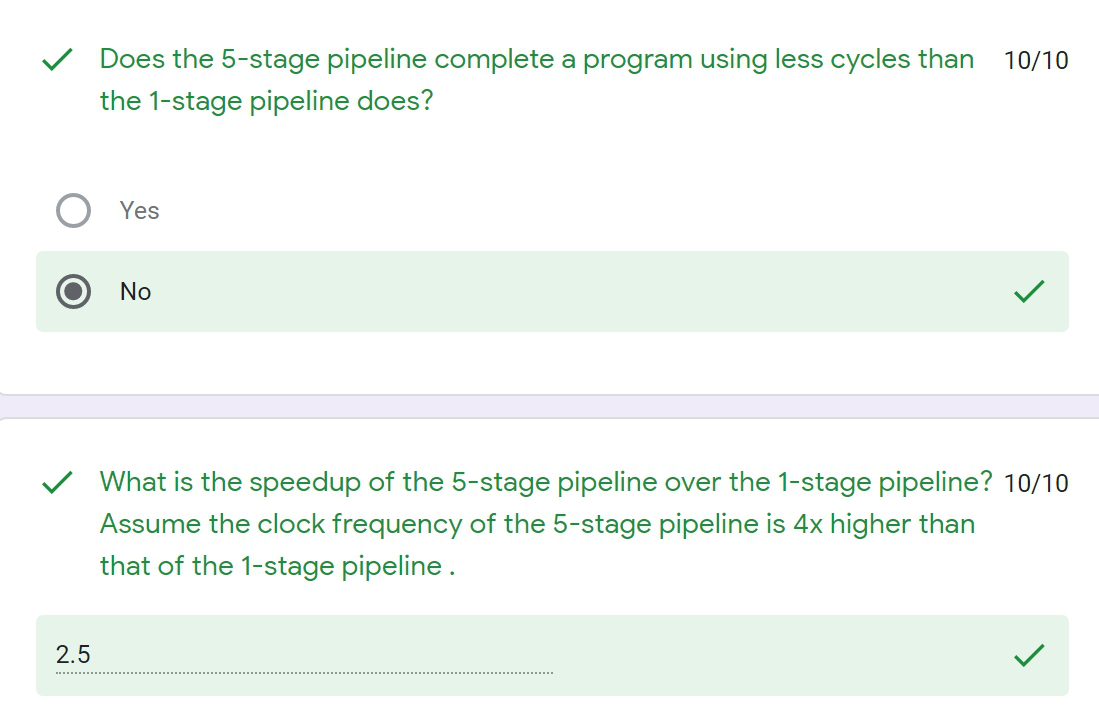 Does the 5-stage pipeline complete a program using less cycles than 10/10
the 1-stage pipeline does?
Yes
No
What is the speedup of the 5-stage pipeline over the 1-stage pipeline? 10/10
Assume the clock frequency of the 5-stage pipeline is 4x higher than
that of the 1-stage pipeline .
2.5